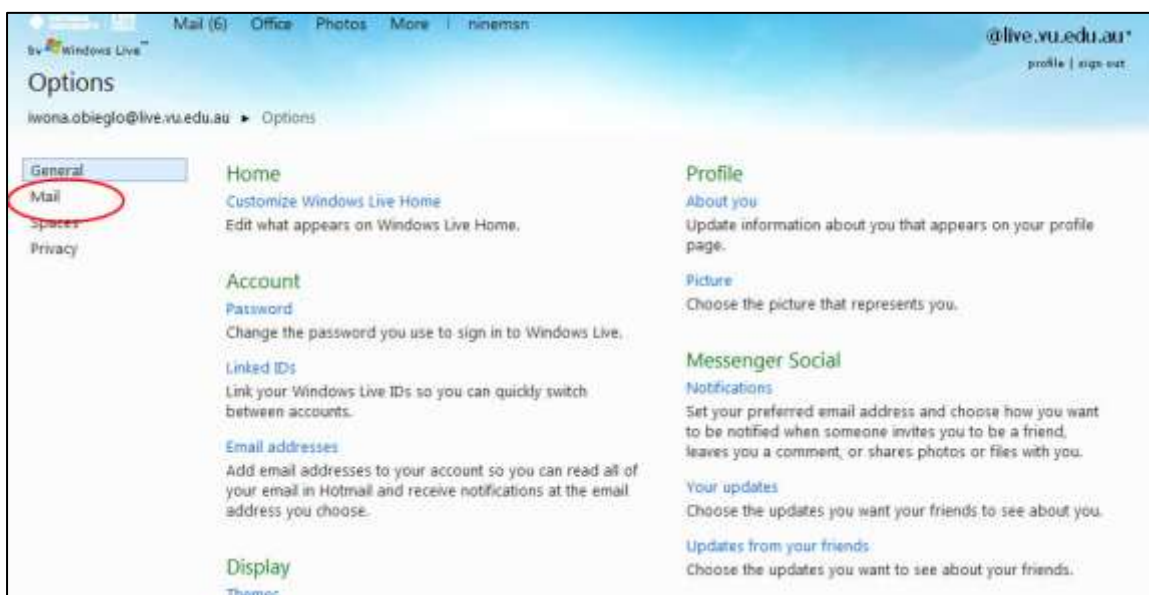 Mail (6) Office Photos More | ninemsn
by Windows Live™
@live.vu.edu.au
profile | sign out
Options
iwona.obieglo@live.vu.edu.au ▸ Options
General
Mail
Spaces
Privacy
Home
Customize Windows Live Home
Edit what appears on Windows Live Home.
Account
Password
Change the password you use to sign in to Windows Live.
Linked IDs
Link your Windows Live IDs so you can quickly switch
between accounts.
Email addresses
Add email addresses to your account so you can read all of
your email in Hotmail and receive notifications at the email
address you choose.
Display
Themes
Profile
About you
Update information about you that appears on your profile
page.
Picture
Choose the picture that represents you.
Messenger Social
Notifications
Set your preferred email address and choose how you want
to be notified when someone invites you to be a friend,
leaves you a comment, or shares photos or files with you.
Your updates
Choose the updates you want your friends to see about you.
Updates from your friends
Choose the updates you want to see about your friends.